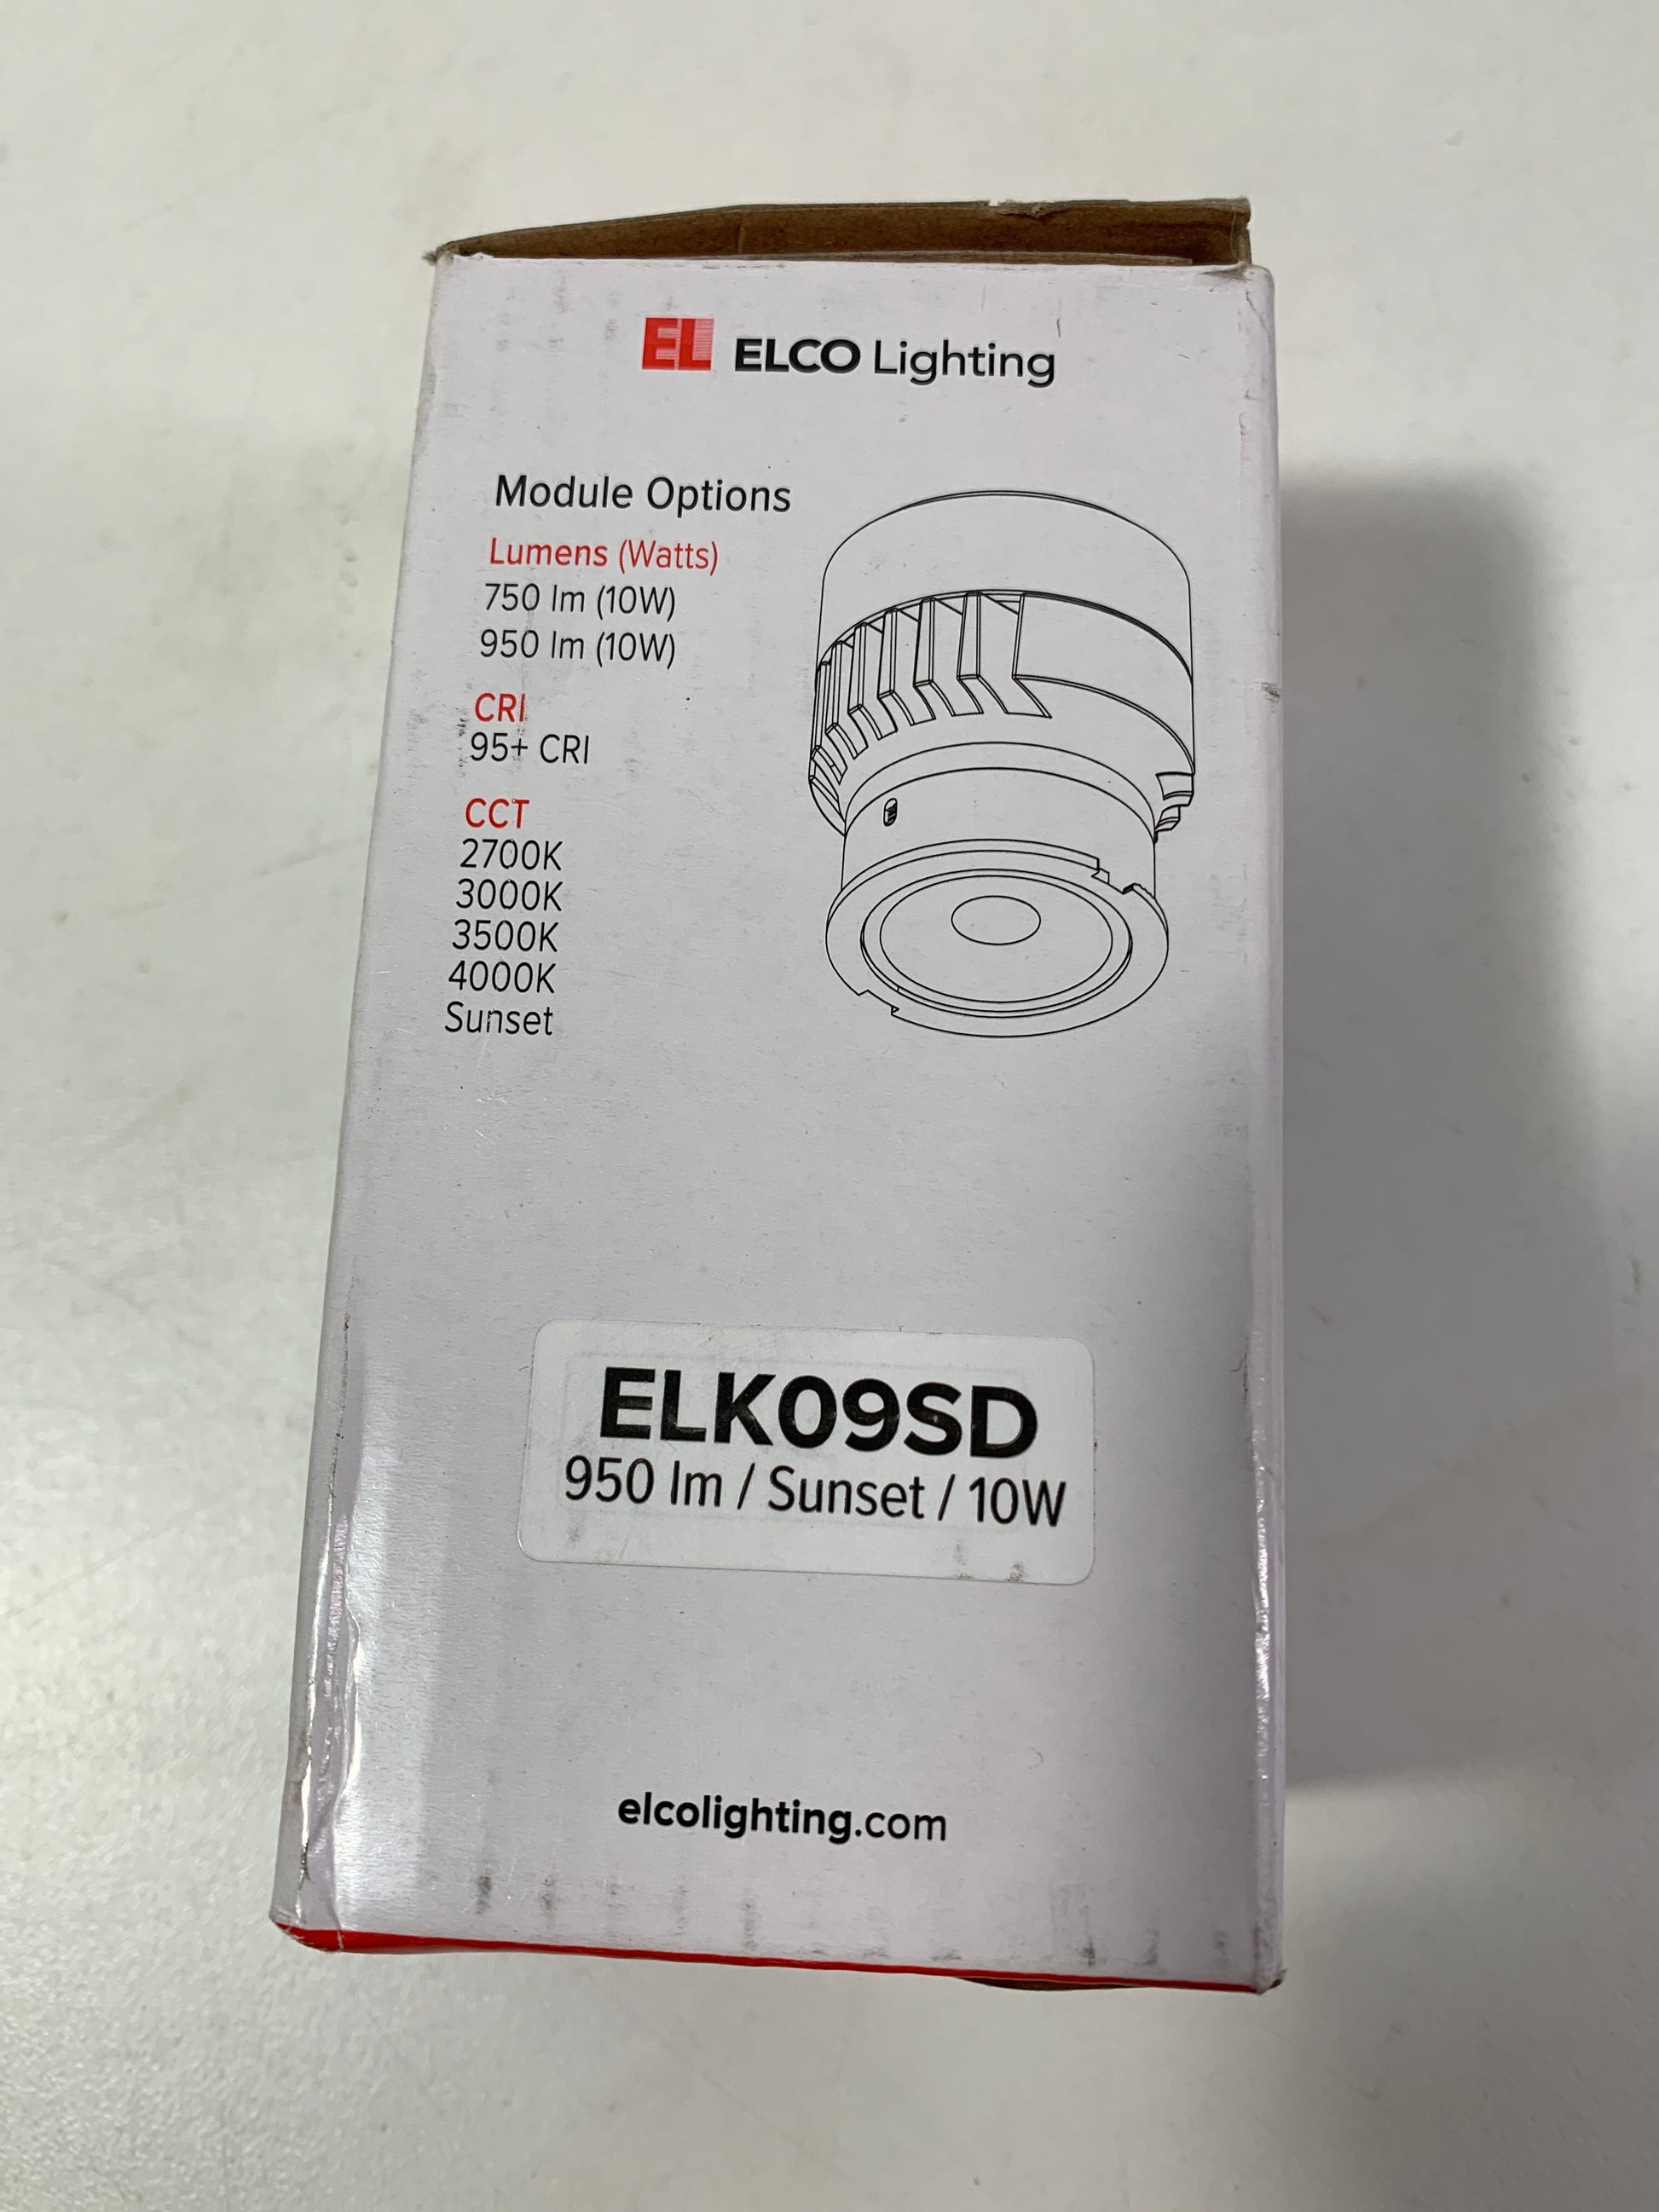 EL ELCO Lighting
Module Options
Lumens (Watts)
750 lm (10W)
950 lm (10W)
CRI
95+ CRI
CCT
2700K
3000K
3500K
4000K
Sunset
ELK09SD
950 lm / Sunset / 10W
elcolighting.com